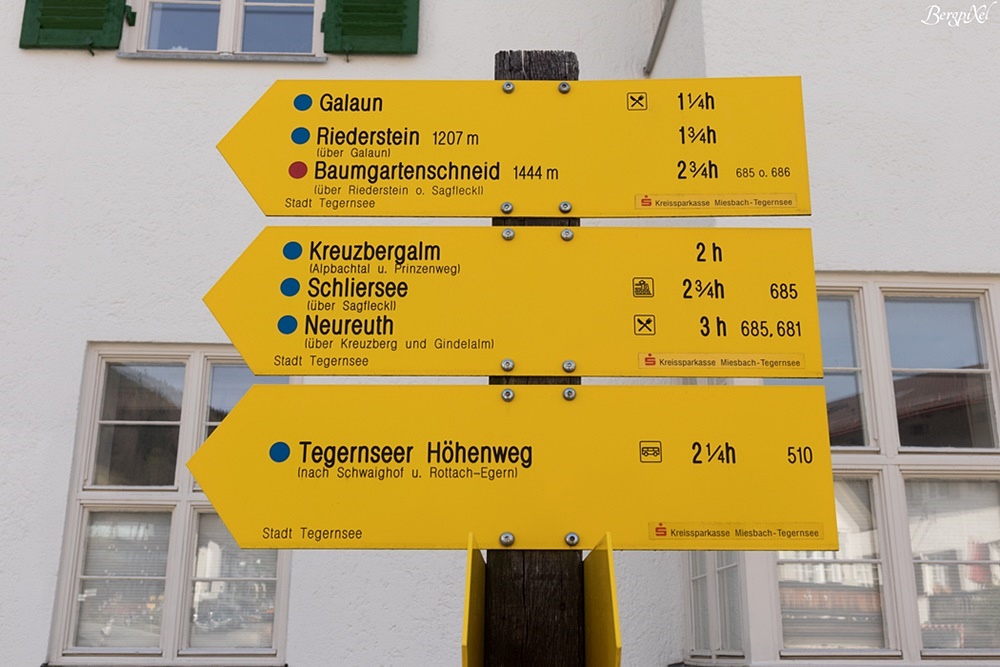 BergpiXel
Galaun 1¼h
Riederstein 1207 m 1¾h
(über Galaun)
Baumgartenschneid 1444 m 2¾h 685 o. 686
(über Riederstein o. Sagfleckl)
Stadt Tegernsee Kreissparkasse Miesbach-Tegernsee
Kreuzbergalm 2 h
(Alpbachtal u. Prinzenweg)
Schliersee 2¾h 685
(über Sagfleckl)
Neureuth 3 h 685, 681
(über Kreuzberg und Gindelalm)
Stadt Tegernsee Kreissparkasse Miesbach-Tegernsee
Tegernseer Höhenweg 2¼h 510
(nach Schwaighof u. Rottach-Egern)
Stadt Tegernsee Kreissparkasse Miesbach-Tegernsee